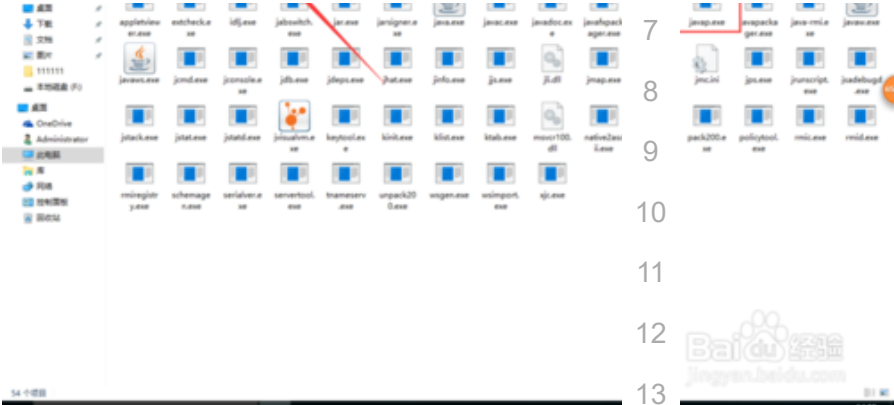 桌面
下载
文档
图片
111111
本地磁盘 (F:)
桌面
OneDrive
Administrator
此电脑
库
网络
控制面板
回收站
appletviewer.exe extcheck.exe idlj.exe jabswitch.exe jar.exe jarsigner.exe java.exe javac.exe javadoc.exe javafxpackager.exe
javaws.exe jcmd.exe jconsole.exe jdb.exe jdeps.exe jhat.exe jinfo.exe jjs.exe jli.dll jmap.exe
jstack.exe jstat.exe jstatd.exe jvisualvm.exe keytool.exe kinit.exe klist.exe ktab.exe msvcr100.dll native2ascii.exe
rmiregistry.exe schemagen.exe serialver.exe servertool.exe tnameserv.exe unpack200.exe wsgen.exe wsimport.exe xjc.exe
54 个项目
7
8
9
10
11
12
13
javap.exe javapackager.exe java-rmi.exe javaw.exe
jmc.ini jps.exe jrunscript.exe jsadebugd.exe
pack200.exe policytool.exe rmic.exe rmid.exe
Baidu经验
jingyan.baidu.com